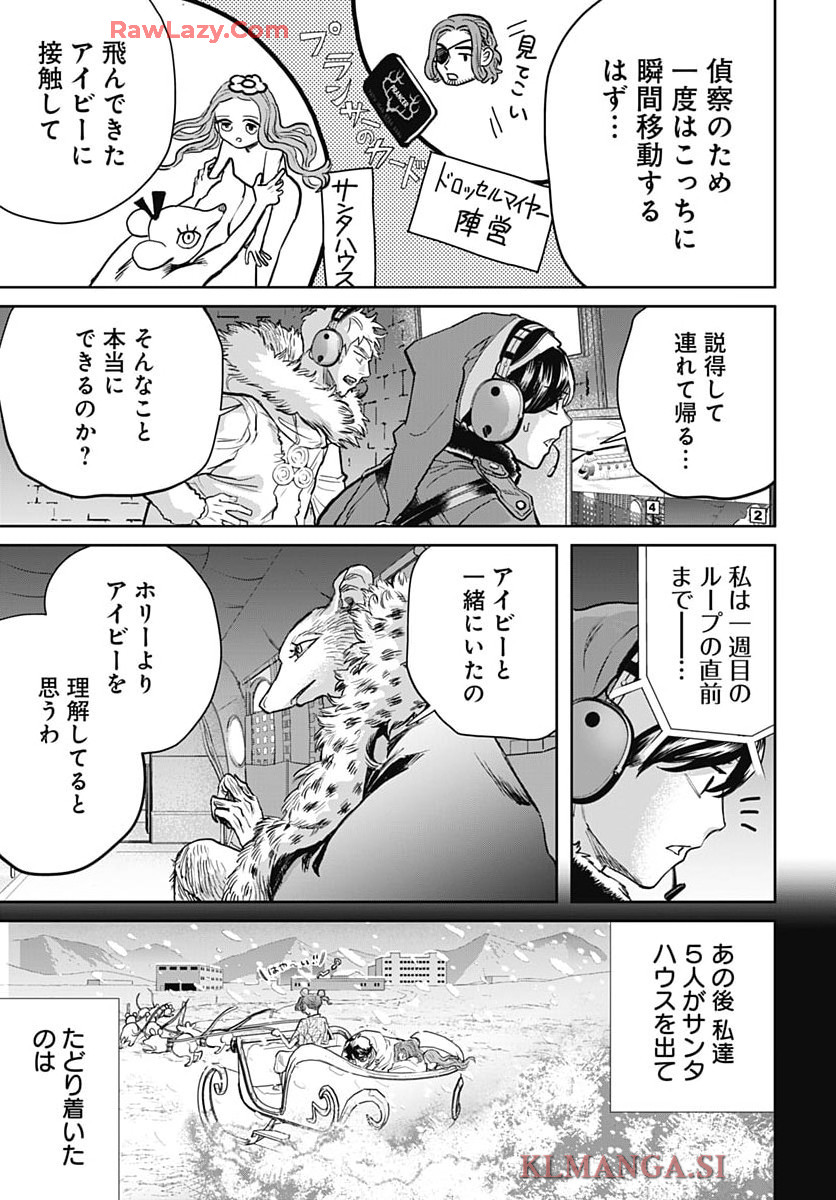 RawLazy.Com
偵察のため
一度はこっちに
瞬間移動する
はず…
見てこい
PRANCER
プランサーのカード
ドロッセルマイヤー
陣営
サンタハウス
飛んできた
アイビーに
接触して
説得して
連れて帰る…
4
2
そんなこと
本当に
できるのか?
私は一週目の
ループの直前
まで――…
アイビーと
一緒にいたの
ホリーより
アイビーを
理解してると
思うわ
あの後 私達
5人がサンタ
ハウスを出て
はやーい!!
たどり着いた
のは
KLMANGA.SI